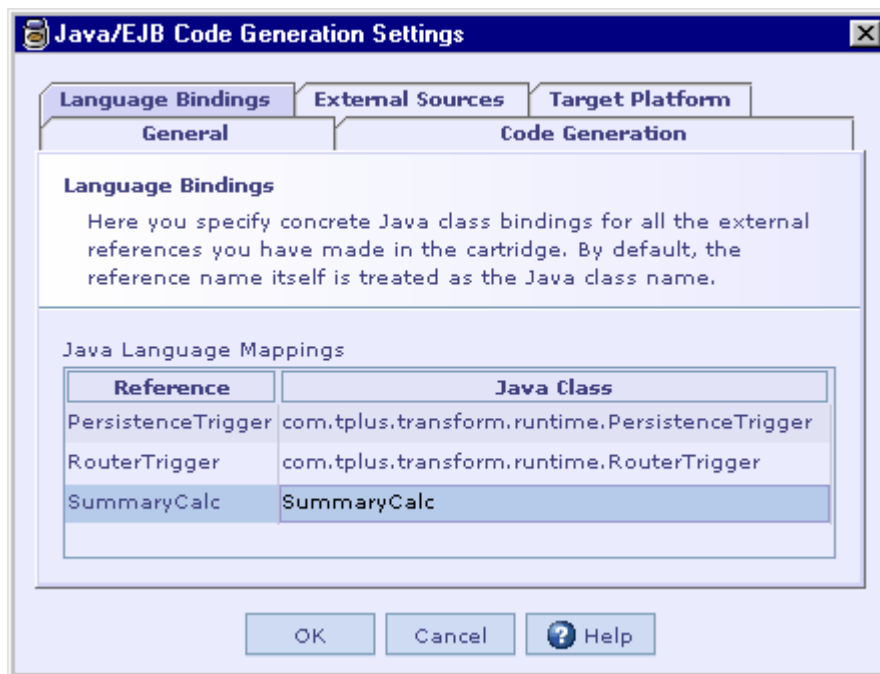 Java/EJB Code Generation Settings
Language Bindings External Sources Target Platform
General Code Generation
Language Bindings
Here you specify concrete Java class bindings for all the external
references you have made in the cartridge. By default, the
reference name itself is treated as the Java class name.
Java Language Mappings
Reference Java Class
PersistenceTrigger com.tplus.transform.runtime.PersistenceTrigger
RouterTrigger com.tplus.transform.runtime.RouterTrigger
SummaryCalc SummaryCalc
OK Cancel ? Help